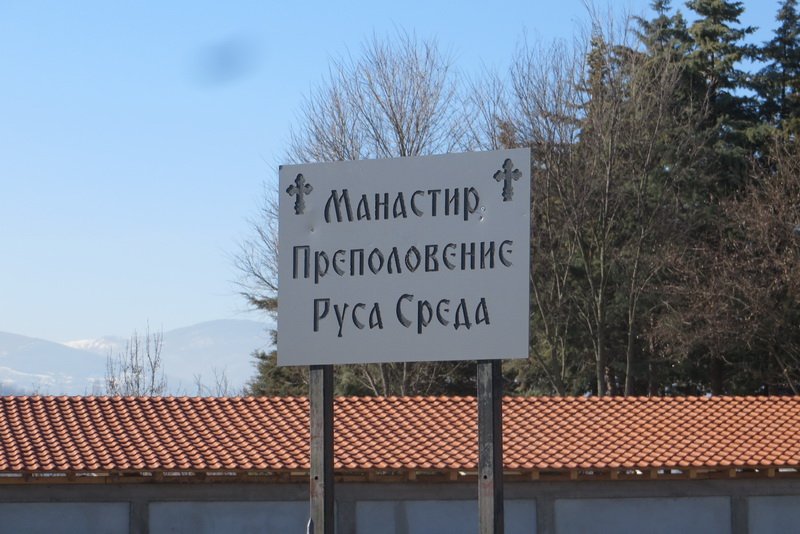 Манастир
Преполовение
Руса Среда